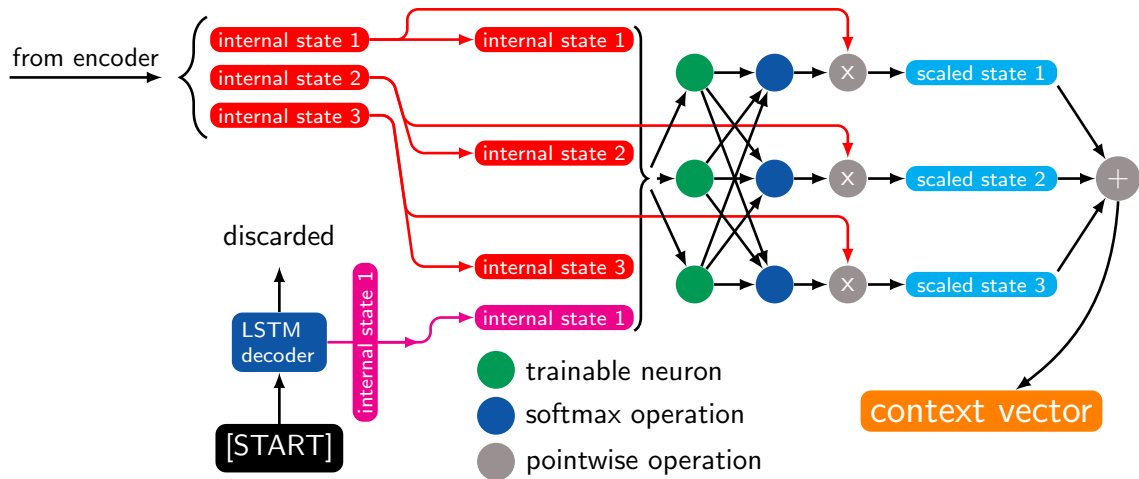 from encoder
internal state 1
internal state 2
internal state 3
internal state 1
internal state 2
internal state 3
internal state 1
x
scaled state 1
x
scaled state 2
+
x
scaled state 3
discarded
LSTM
decoder
internal state 1
[START]
trainable neuron
softmax operation
pointwise operation
context vector